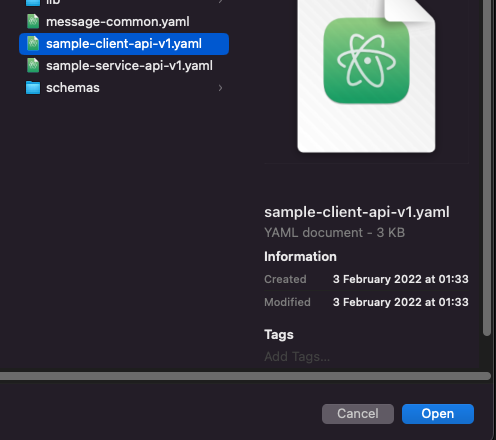 lib
message-common.yaml
sample-client-api-v1.yaml
sample-service-api-v1.yaml
schemas
sample-client-api-v1.yaml
YAML document - 3 KB
Information
Created 3 February 2022 at 01:33
Modified 3 February 2022 at 01:33
Tags
Add Tags...
Cancel Open